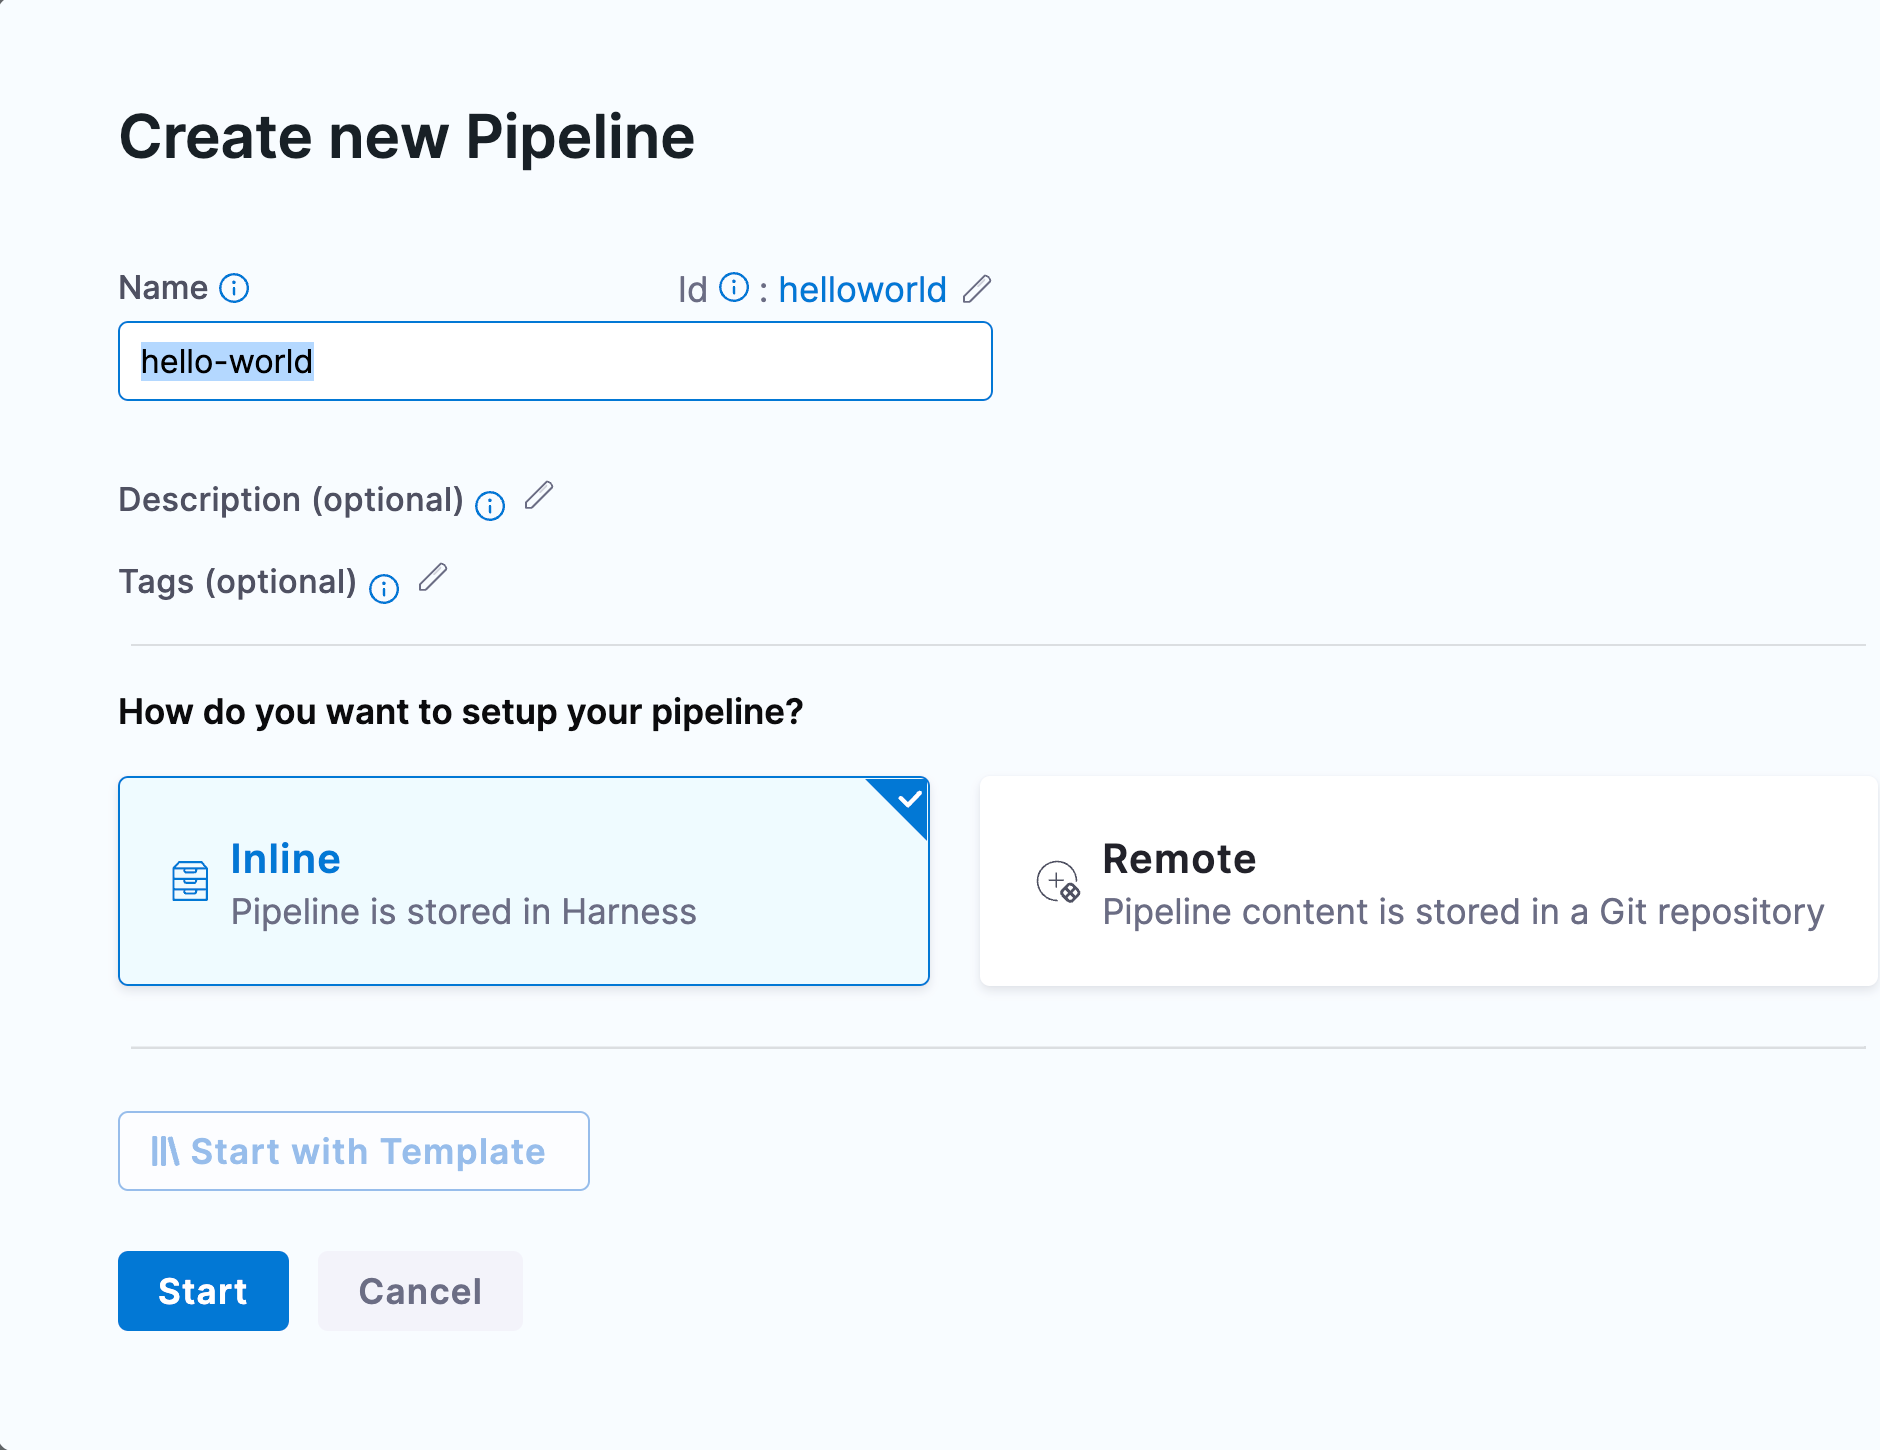 Create new Pipeline
Name Id : helloworld
hello-world
Description (optional)
Tags (optional)
How do you want to setup your pipeline?
Inline
Pipeline is stored in Harness
Remote
Pipeline content is stored in a Git repository
Start with Template
Start Cancel